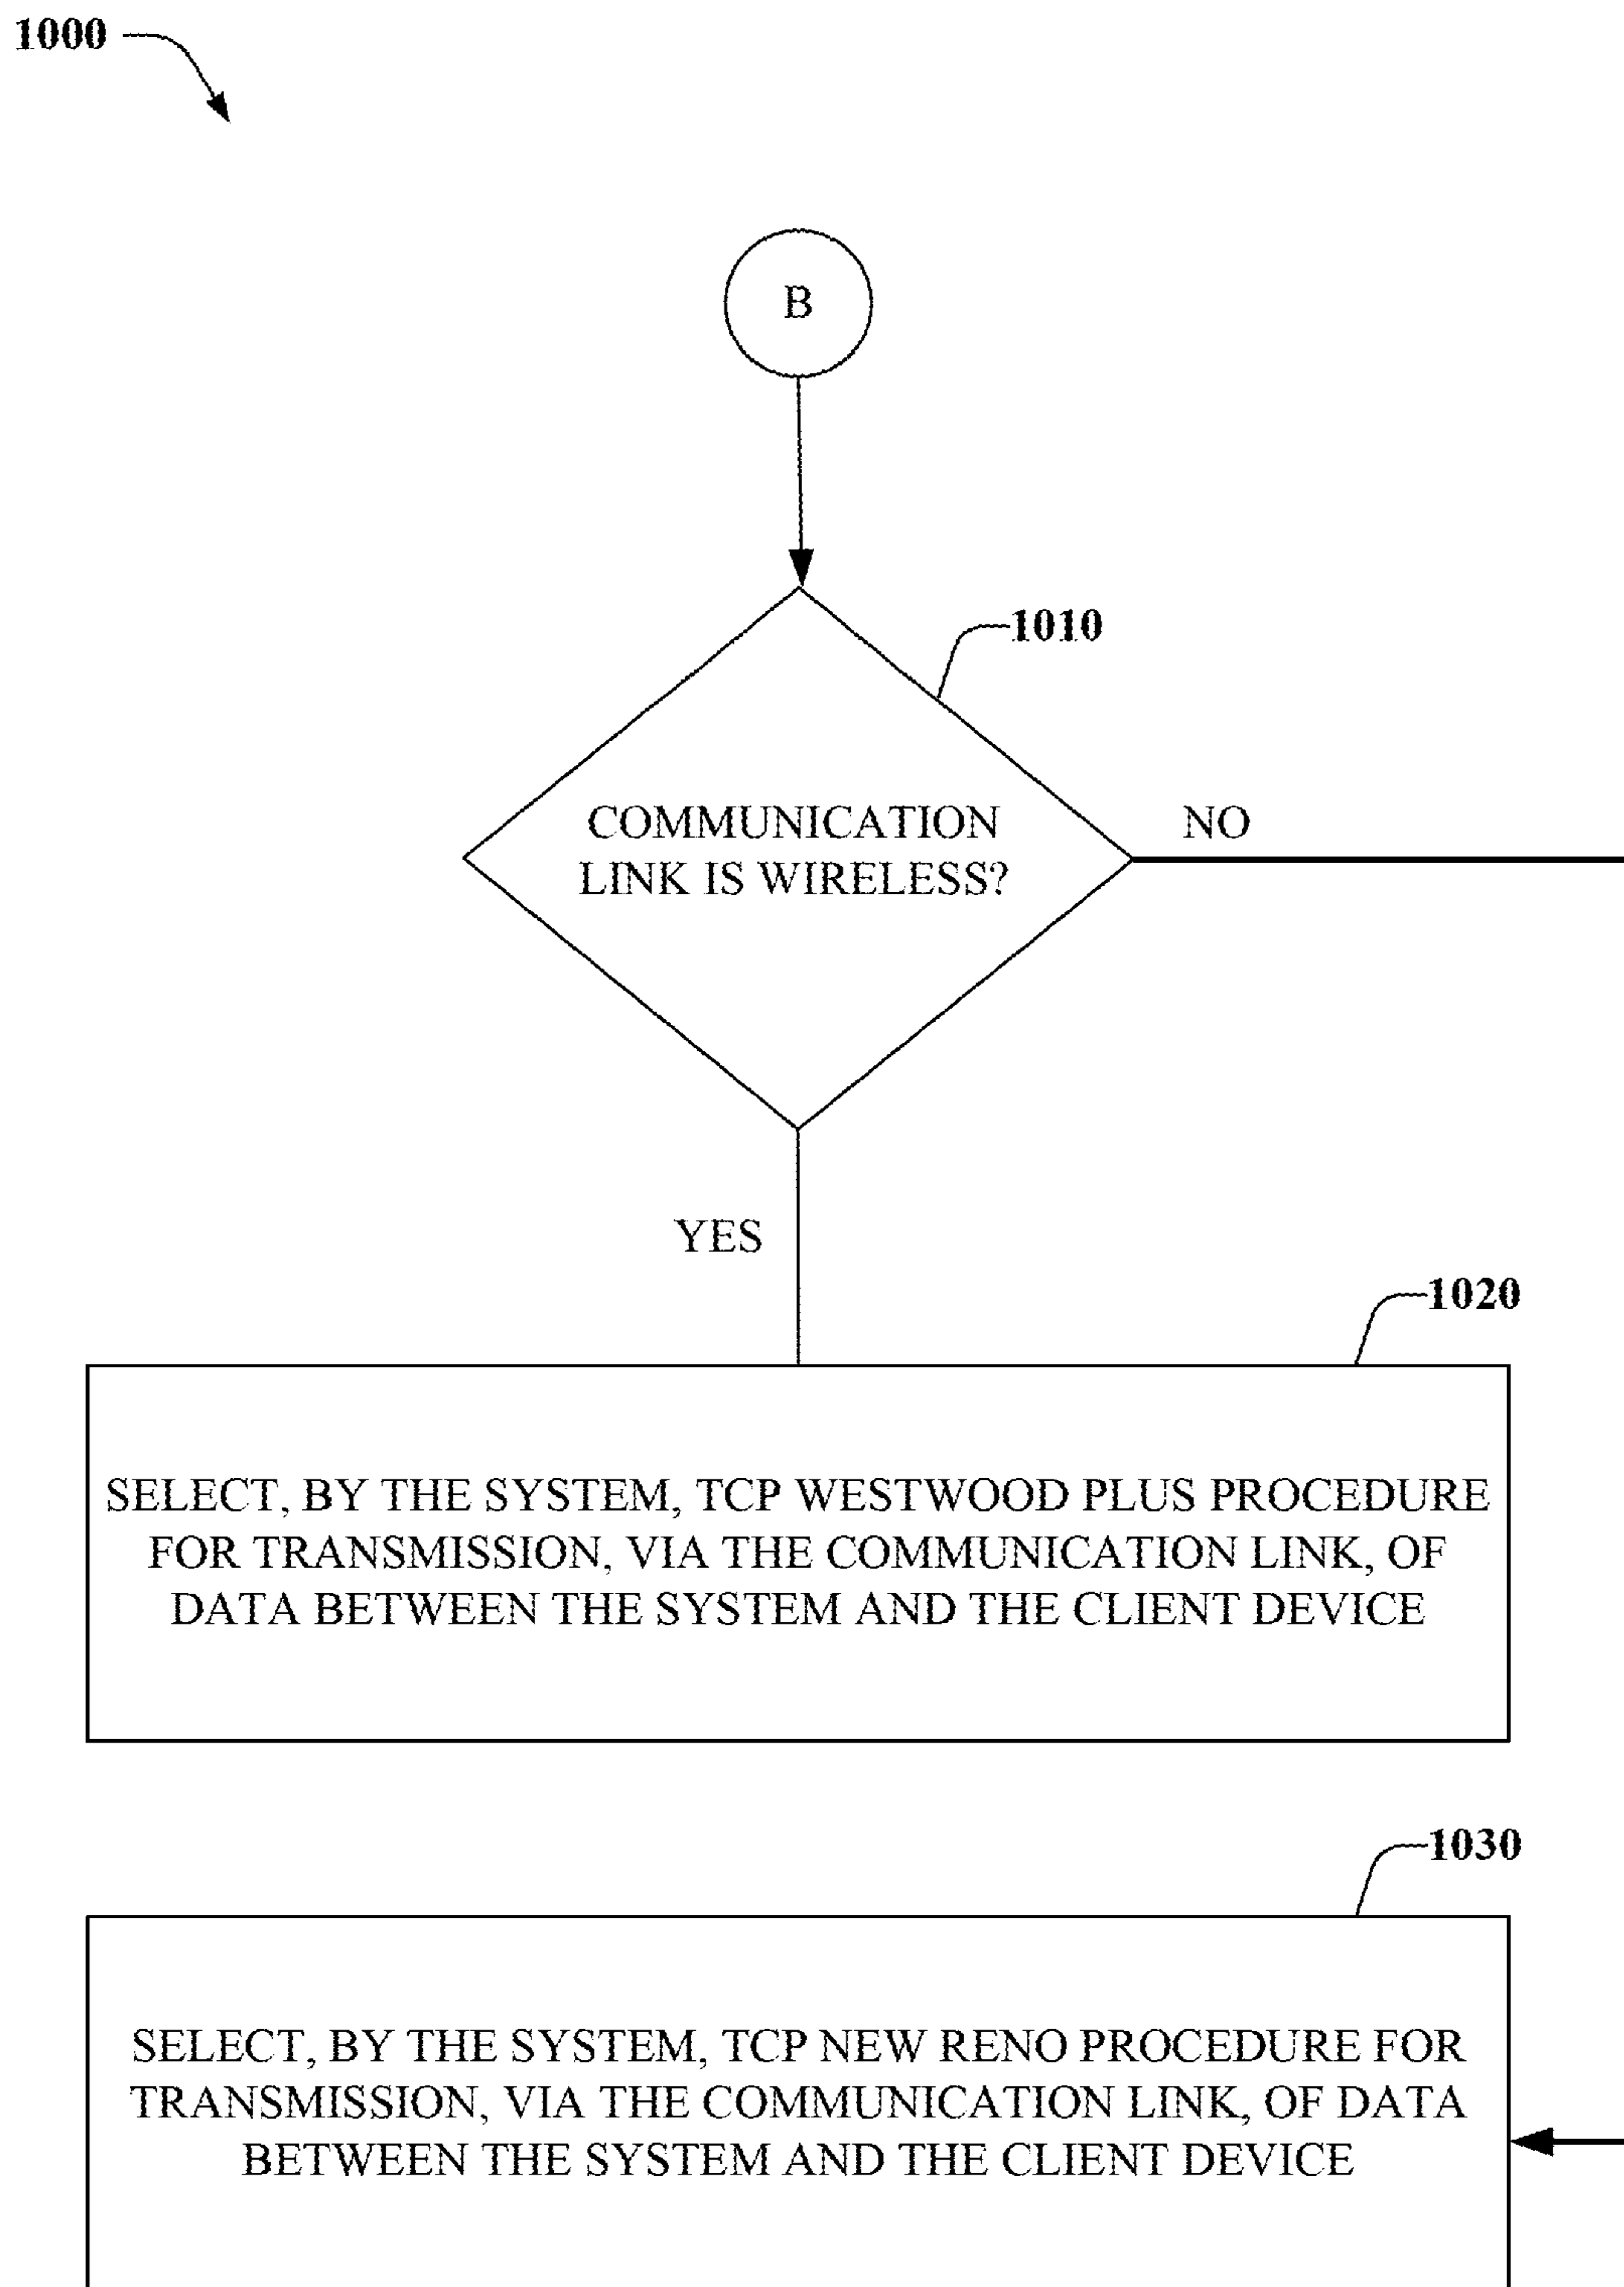 1000
B
1010
COMMUNICATION
LINK IS WIRELESS?
NO
YES
1020
SELECT, BY THE SYSTEM, TCP WESTWOOD PLUS PROCEDURE
FOR TRANSMISSION, VIA THE COMMUNICATION LINK, OF
DATA BETWEEN THE SYSTEM AND THE CLIENT DEVICE
1030
SELECT, BY THE SYSTEM, TCP NEW RENO PROCEDURE FOR
TRANSMISSION, VIA THE COMMUNICATION LINK, OF DATA
BETWEEN THE SYSTEM AND THE CLIENT DEVICE